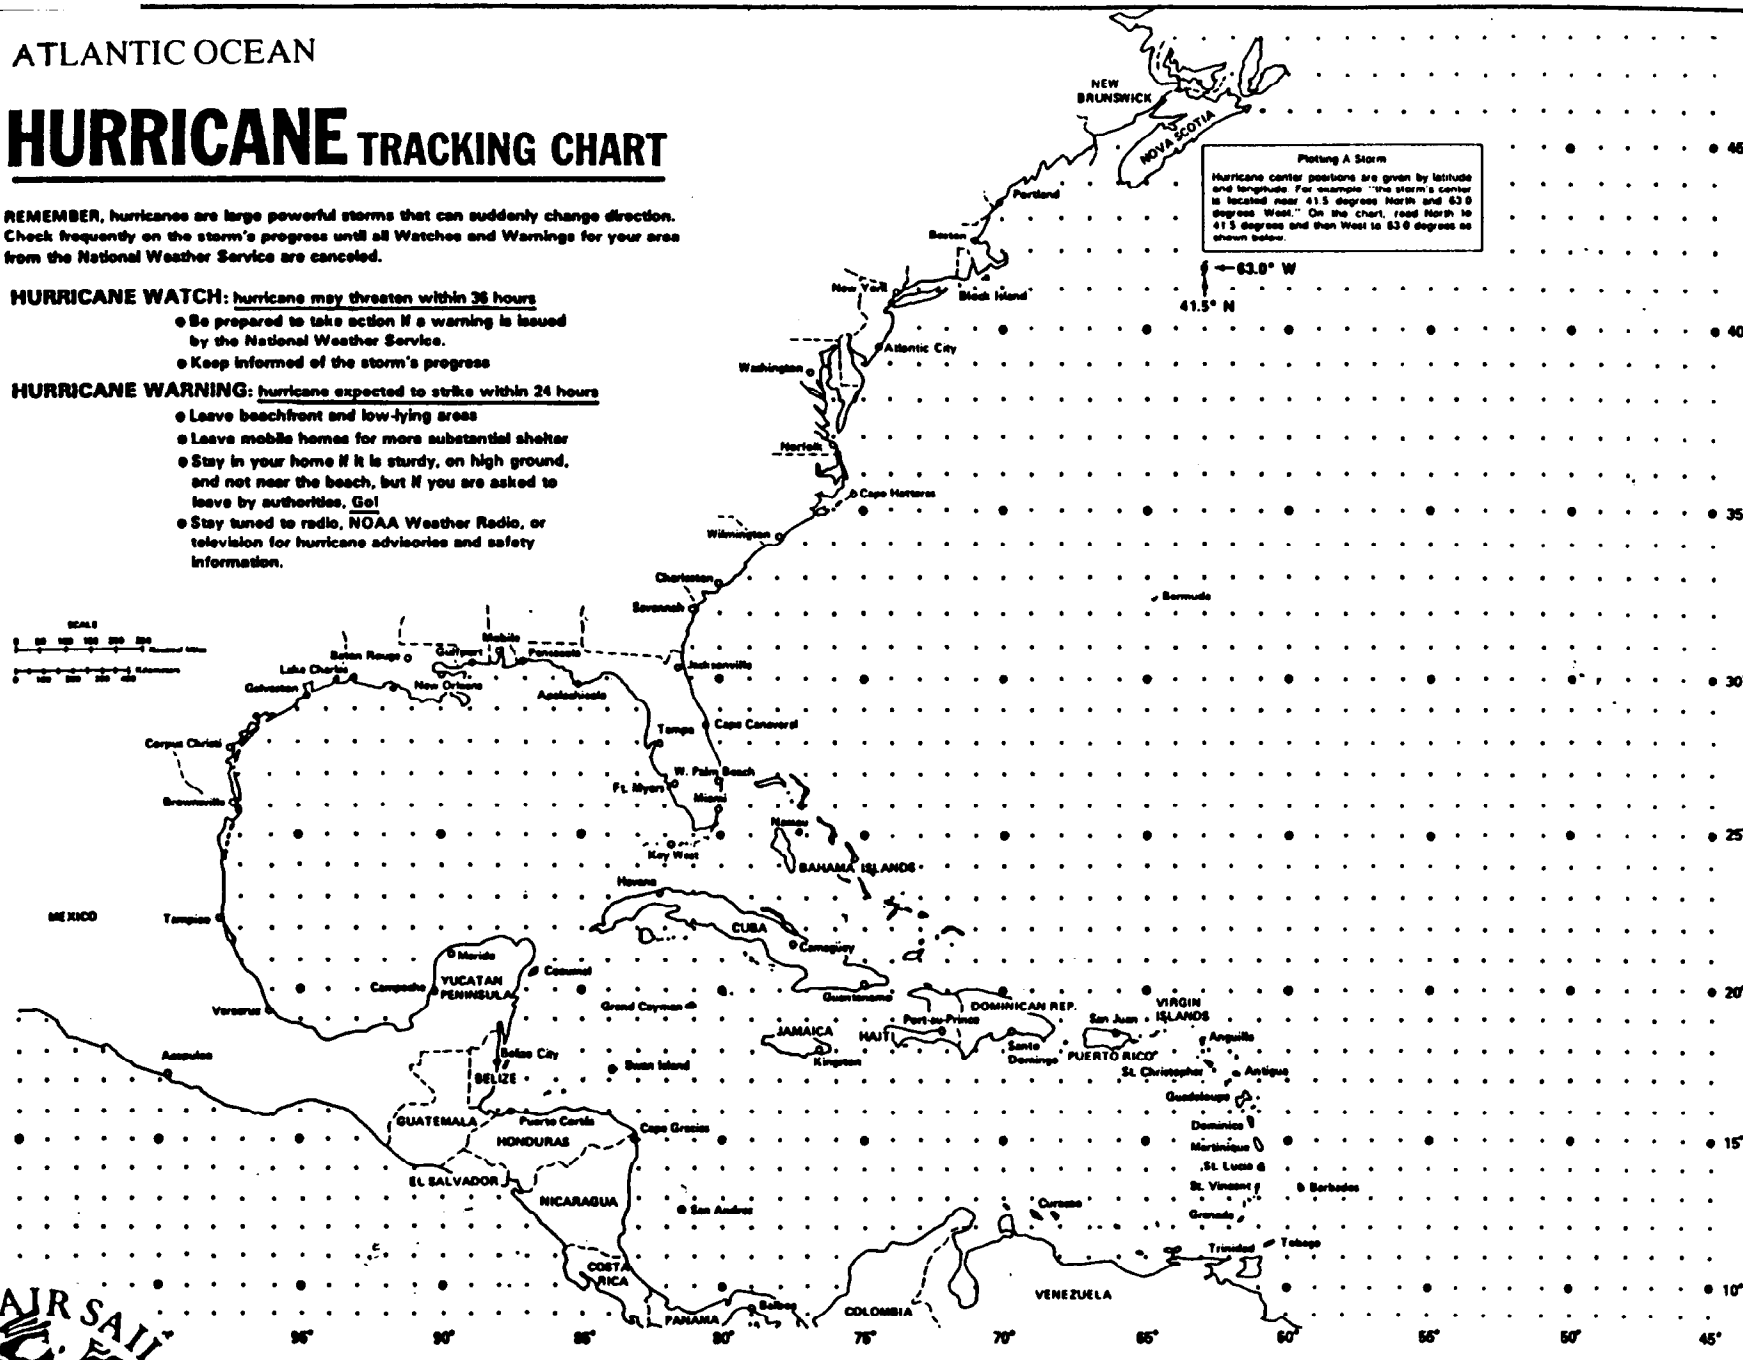 ATLANTIC OCEAN
HURRICANE TRACKING CHART
REMEMBER, hurricanes are large powerful storms that can suddenly change direction.
Check frequently on the storm's progress until all Watches and Warnings for your area
from the National Weather Service are canceled.
HURRICANE WATCH: hurricane may threaten within 36 hours
• Be prepared to take action if a warning is issued
by the National Weather Service.
• Keep informed of the storm's progress
HURRICANE WARNING: hurricane expected to strike within 24 hours
• Leave beachfront and low-lying areas
• Leave mobile homes for more substantial shelter
• Stay in your home if it is sturdy, on high ground,
and not near the beach, but if you are asked to
leave by authorities, Go!
• Stay tuned to radio, NOAA Weather Radio, or
television for hurricane advisories and safety
information.
Plotting A Storm
Hurricane center positions are given by latitude
and longitude. For example "the storm's center
is located near 41.5 degrees North and 63.0
degrees West." On the chart, read North to
41.5 degrees and then West to 63.0 degrees as
shown below.
63.0° W
41.5° N
NEW
BRUNSWICK
NOVA SCOTIA
Portland
Boston
New York
Block Island
Atlantic City
Washington
Norfolk
Cape Hatteras
Wilmington
Charleston
Savannah
Bermuda
SCALE
Mobile
Baton Rouge
Gulfport
Pensacola
Jacksonville
Lake Charles
New Orleans
Galveston
Apalachicola
Cape Canaveral
Tampa
Corpus Christi
W. Palm Beach
Ft. Myers
Miami
Brownsville
Nassau
Key West
BAHAMA ISLANDS
Havana
MEXICO
Tampico
CUBA
Camaguey
Merida
Cozumel
Campeche
YUCATAN
PENINSULA
Guantanamo
Veracruz
Grand Cayman
DOMINICAN REP.
VIRGIN
ISLANDS
Port-au-Prince
San Juan
JAMAICA
HAITI
Anguilla
Santo
Domingo
PUERTO RICO
Kingston
Acapulco
Belize City
BELIZE
Swan Island
St. Christopher
Antigua
Guadeloupe
GUATEMALA
Puerto Cortés
HONDURAS
Cape Gracias
Dominica
Martinique
St. Lucia
EL SALVADOR
St. Vincent
Barbados
NICARAGUA
San Andres
Curacao
Grenada
Trinidad
Tobago
COSTA
RICA
PANAMA
Balboa
COLOMBIA
VENEZUELA
AIR SAIL
45°
40°
35°
30°
25°
20°
15°
10°
95° 90° 85° 80° 75° 70° 65° 60° 55° 50° 45°